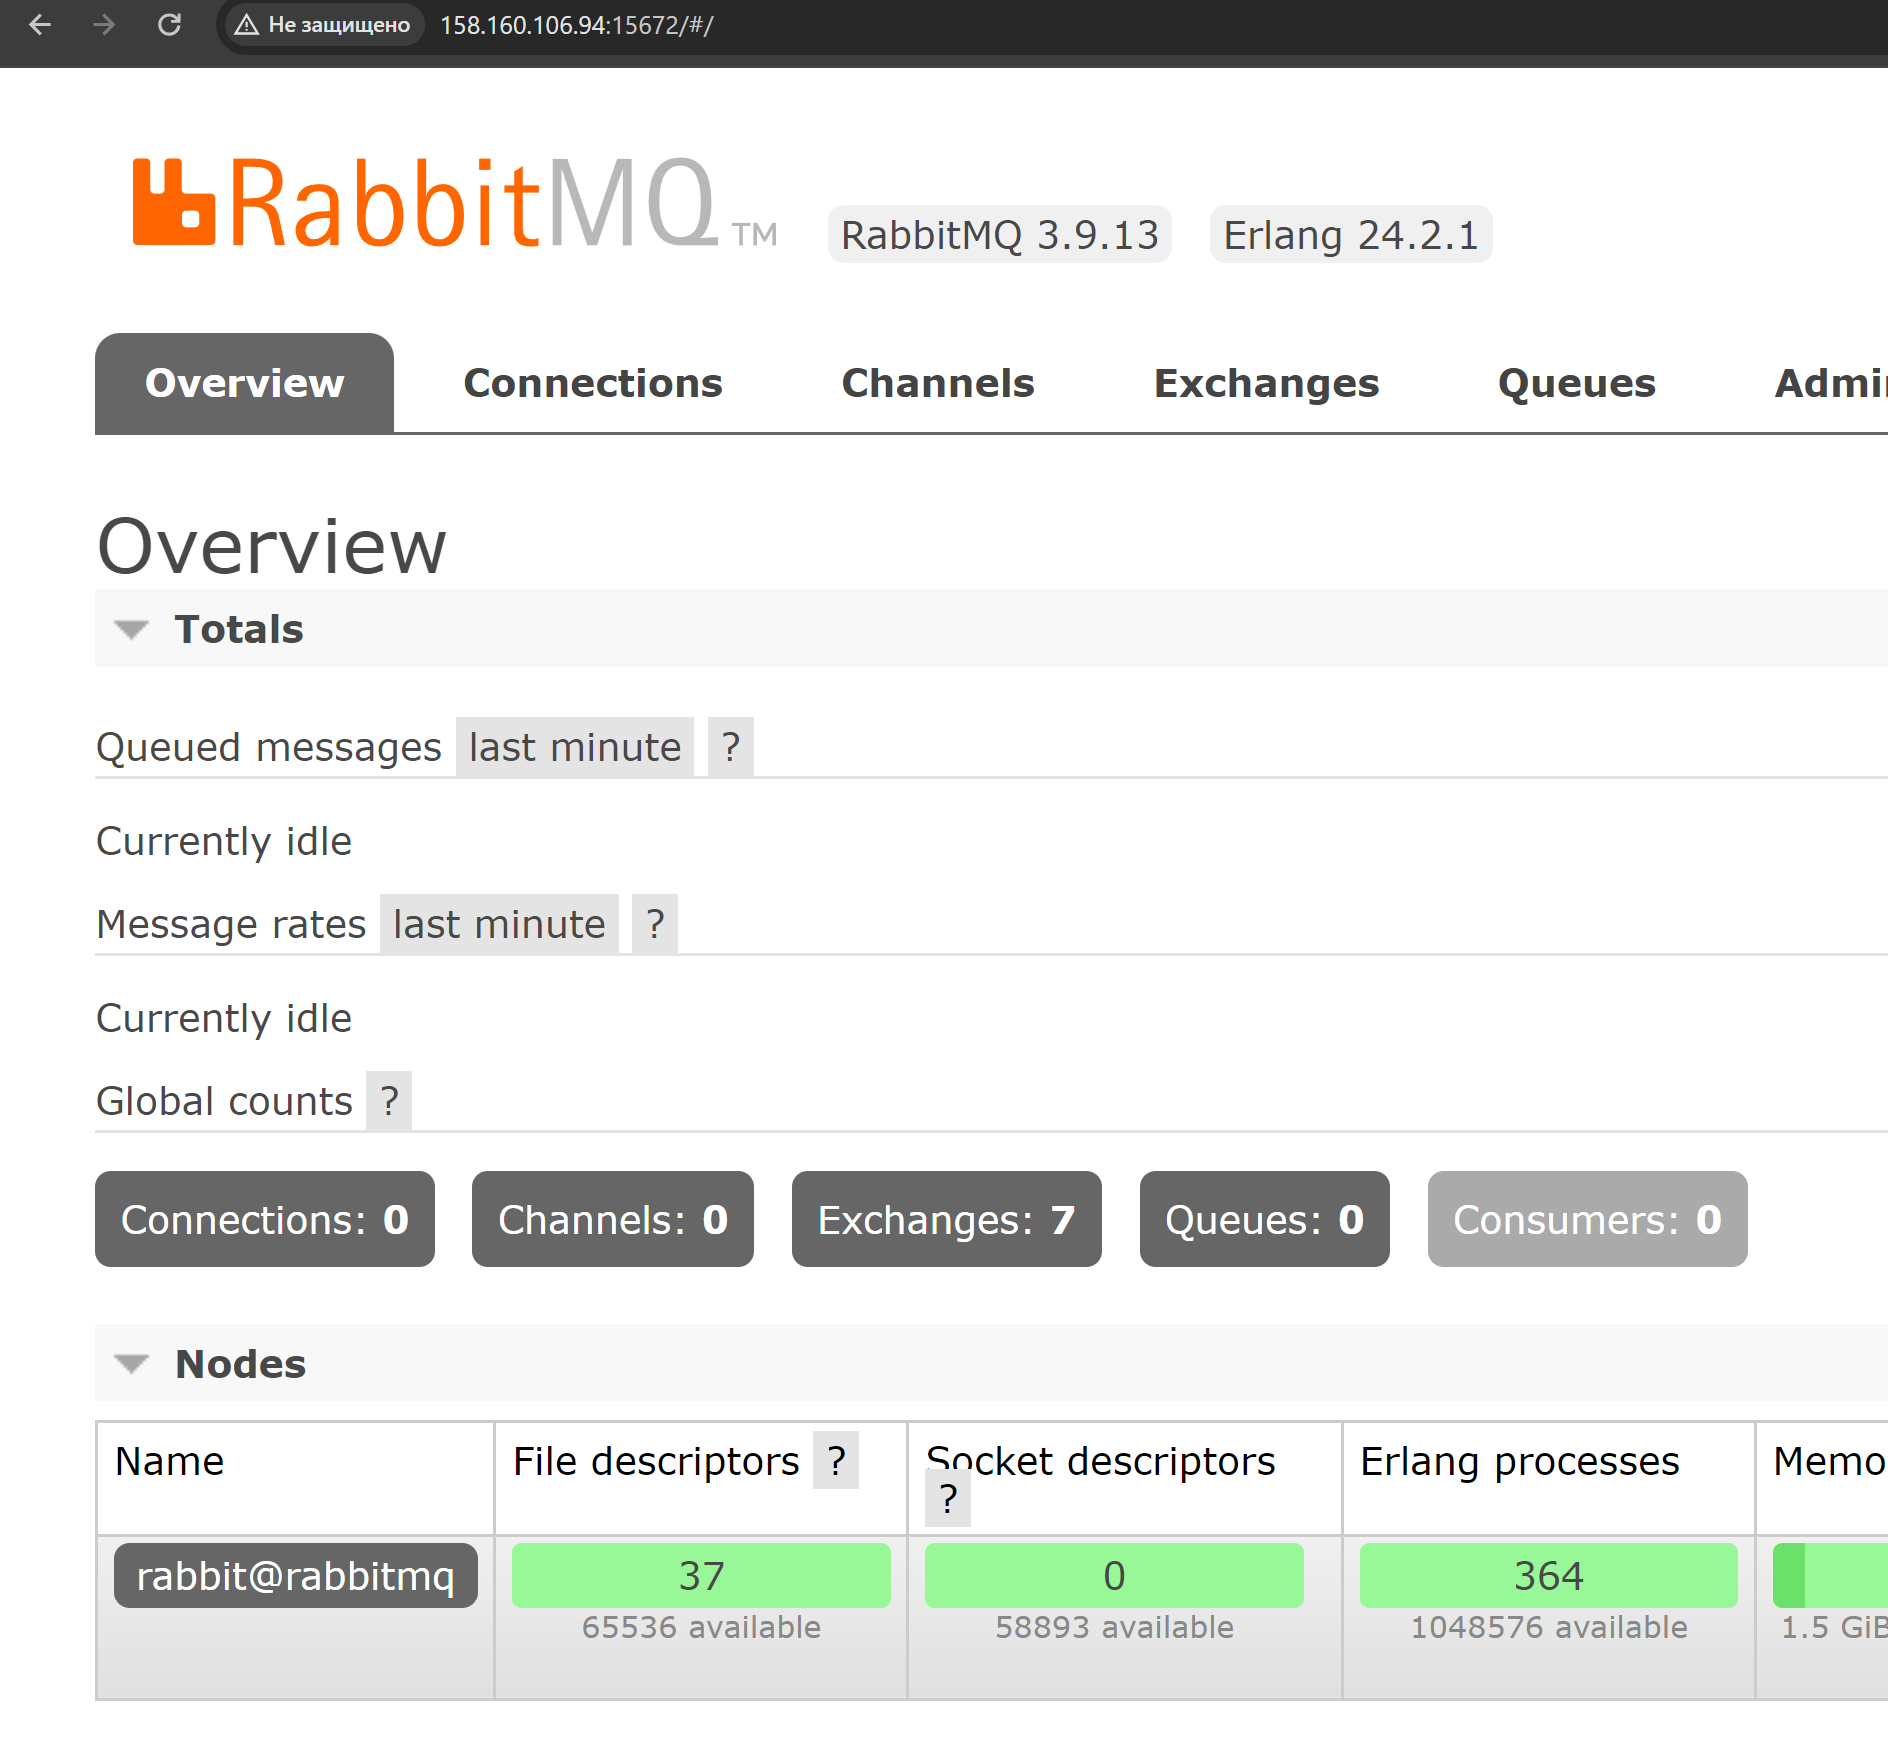 Не защищено 158.160.106.94:15672/#/
RabbitMQ TM RabbitMQ 3.9.13 Erlang 24.2.1
Overview Connections Channels Exchanges Queues Admin
Overview
Totals
Queued messages last minute ?
Currently idle
Message rates last minute ?
Currently idle
Global counts ?
Connections: 0 Channels: 0 Exchanges: 7 Queues: 0 Consumers: 0
Nodes
Name File descriptors ? Socket descriptors Erlang processes Memo
?
rabbit@rabbitmq 37 0 364
65536 available 58893 available 1048576 available 1.5 GiB